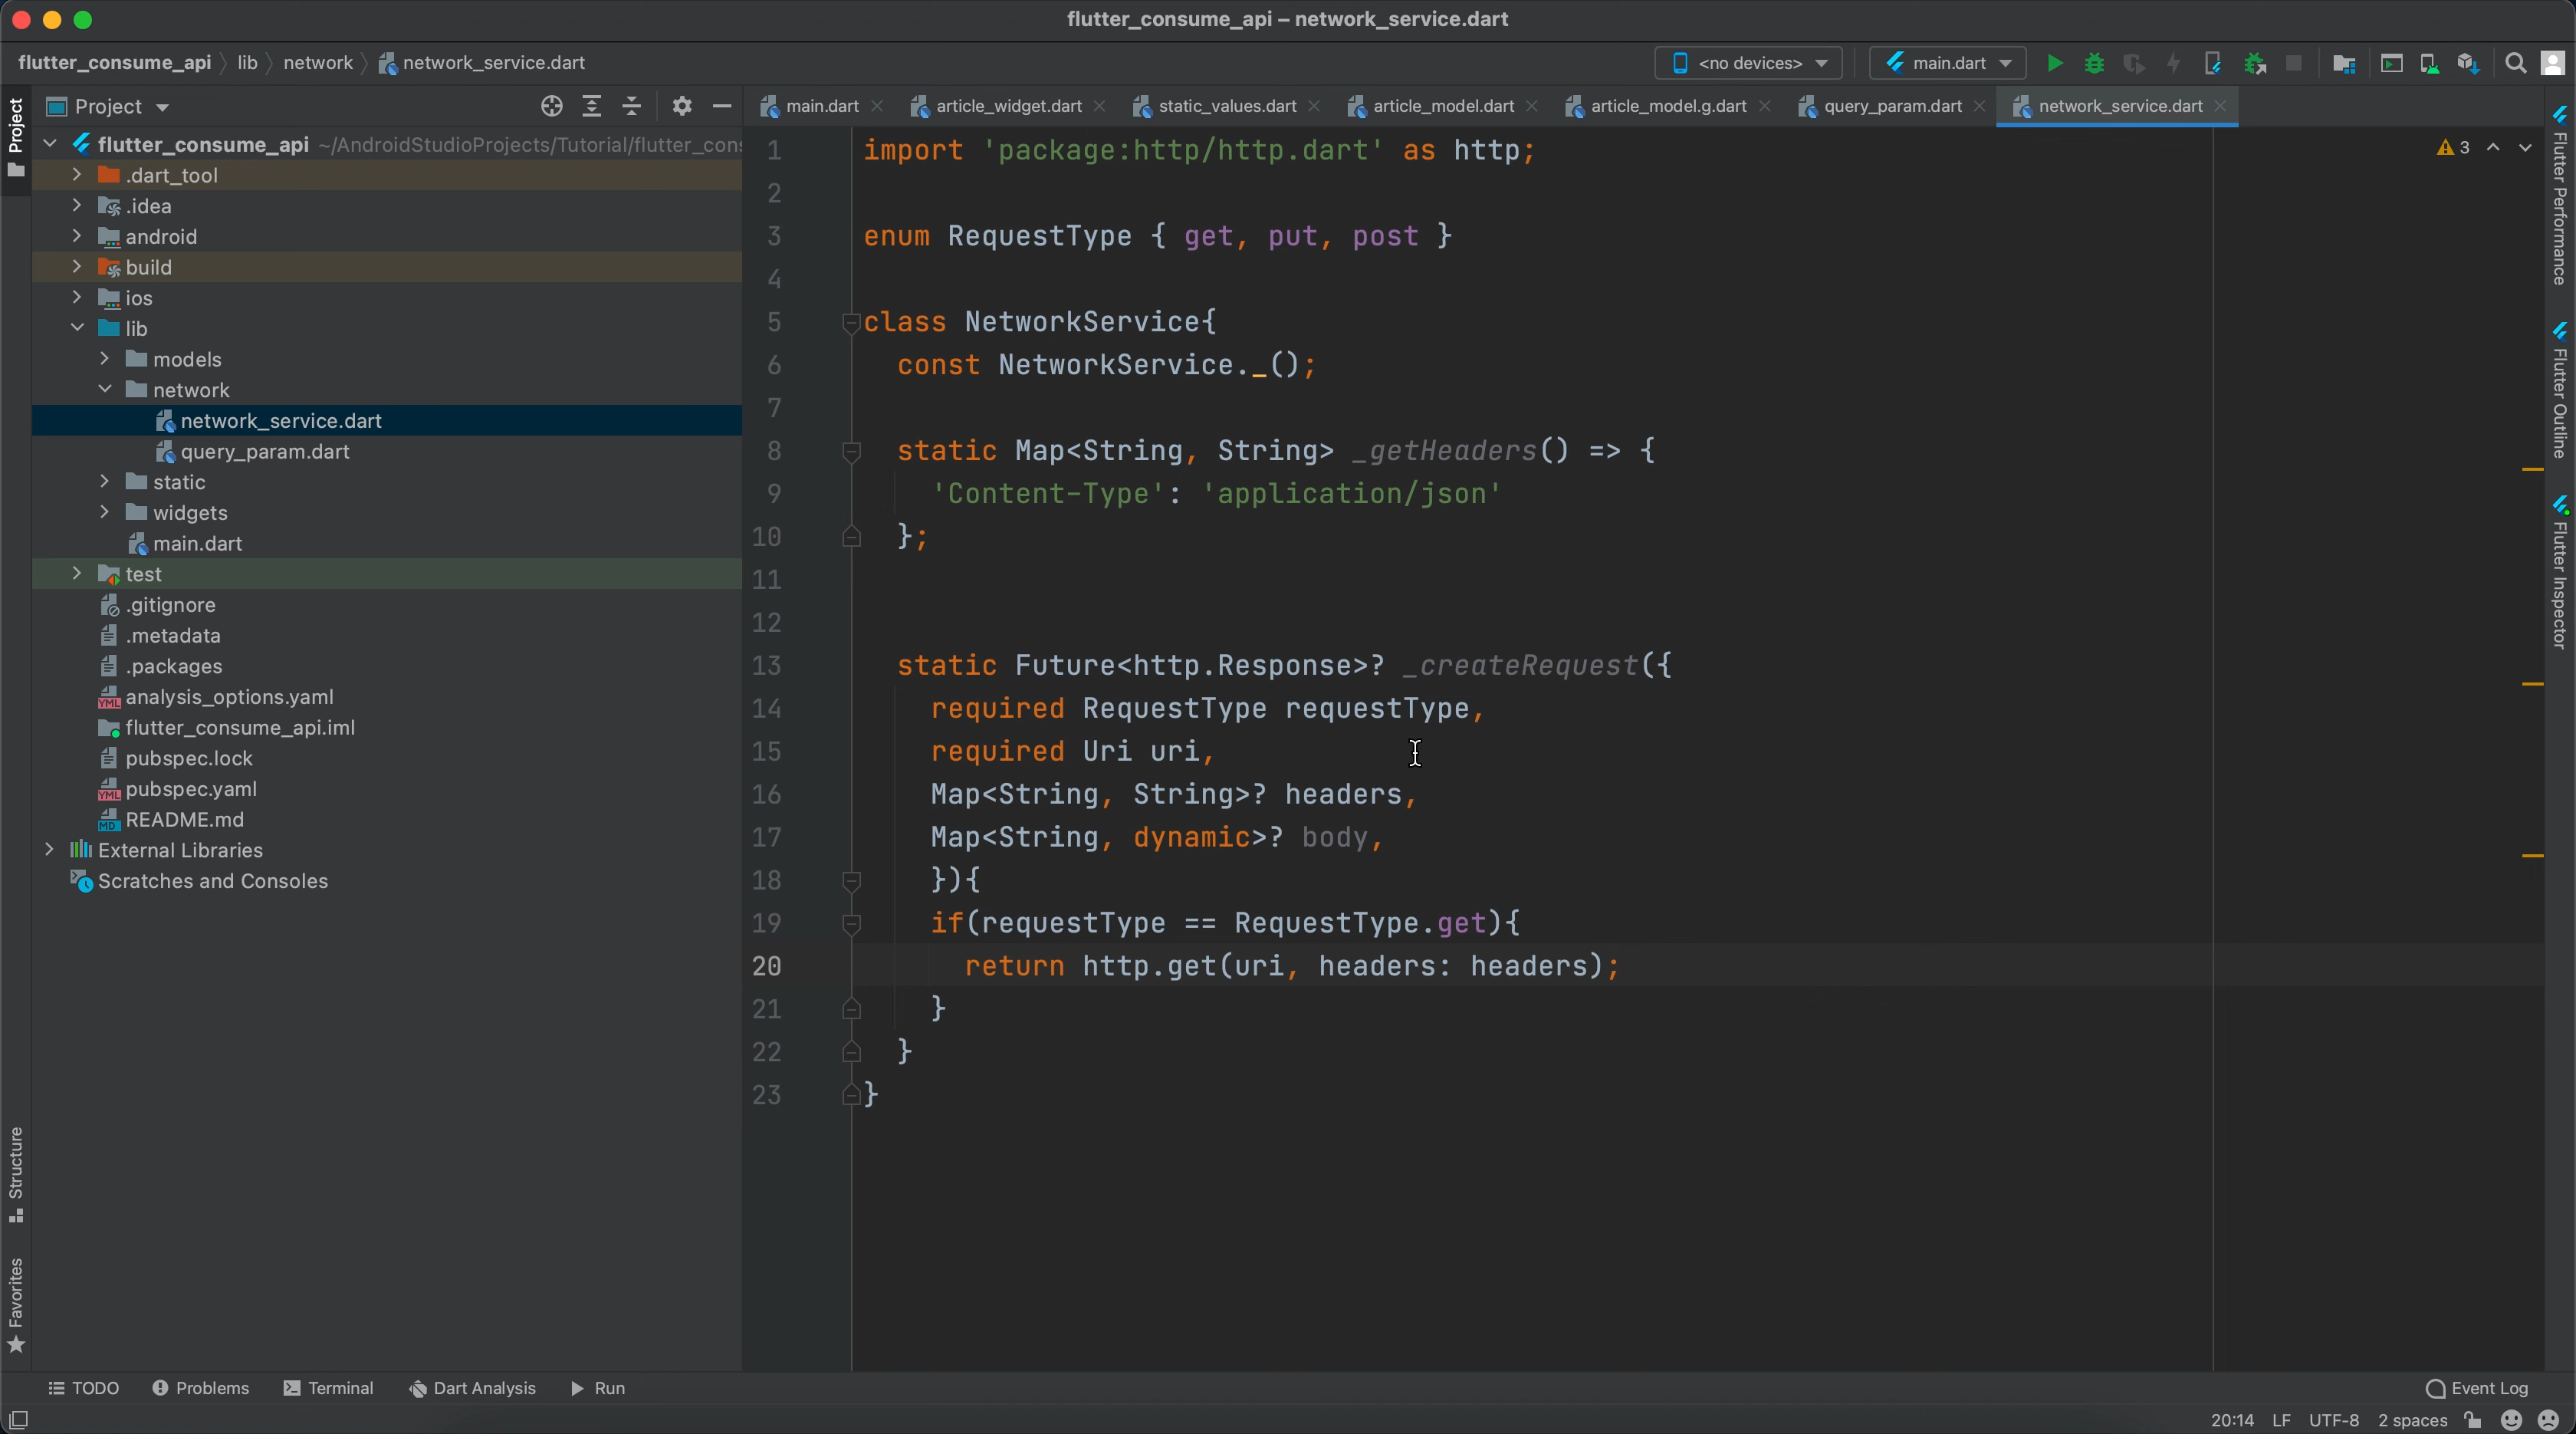 flutter_consume_api – network_service.dart
flutter_consume_api lib network network_service.dart
<no devices> main.dart
Project
main.dart article_widget.dart static_values.dart article_model.dart article_model.g.dart query_param.dart network_service.dart
Project
flutter_consume_api ~/AndroidStudioProjects/Tutorial/flutter_con
.dart_tool
.idea
android
build
ios
lib
models
network
network_service.dart
query_param.dart
static
widgets
main.dart
test
.gitignore
.metadata
.packages
analysis_options.yaml
flutter_consume_api.iml
pubspec.lock
pubspec.yaml
README.md
External Libraries
Scratches and Consoles
Structure
Favorites
1 import 'package:http/http.dart' as http;
2
3 enum RequestType { get, put, post }
4
5 class NetworkService{
6 const NetworkService._();
7
8 static Map<String, String> _getHeaders() => {
9 'Content-Type': 'application/json'
10 };
11
12
13 static Future<http.Response>? _createRequest({
14 required RequestType requestType,
15 required Uri uri,
16 Map<String, String>? headers,
17 Map<String, dynamic>? body,
18 }){
19 if(requestType == RequestType.get){
20 return http.get(uri, headers: headers);
21 }
22 }
23 }
3
Flutter Performance
Flutter Outline
Flutter Inspector
TODO Problems Terminal Dart Analysis Run Event Log
20:14 LF UTF-8 2 spaces